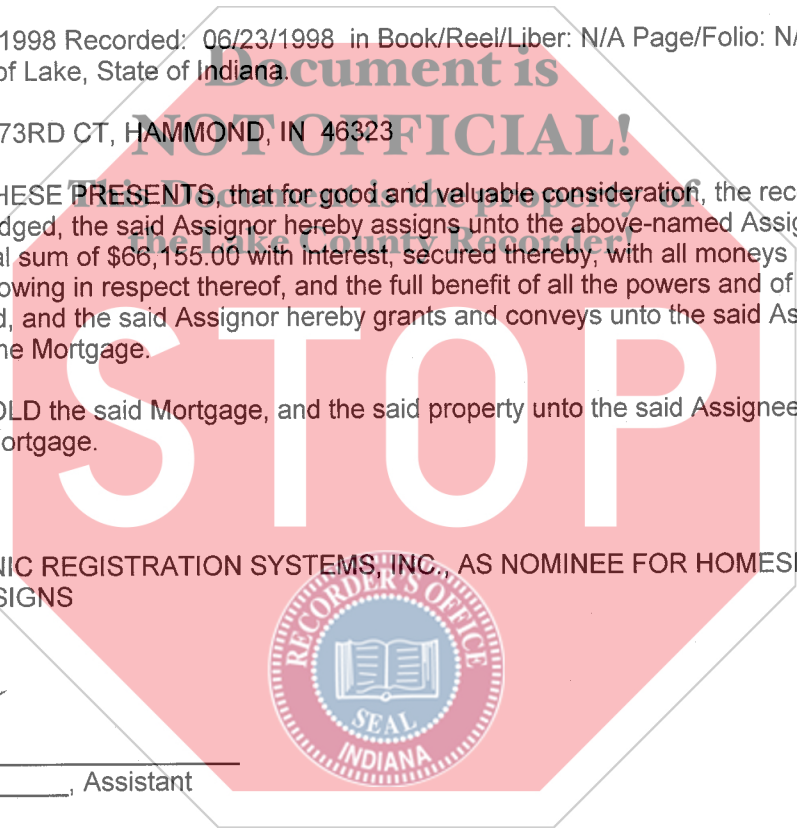 1998 Recorded: 06/23/1998 in Book/Reel/Liber: N/A Page/Folio: N/
of Lake, State of Indiana.
Document is
73RD CT, HAMMOND, IN 46323
NOT OFFICIAL!
HESE PRESENTS, that for good and valuable consideration, the rec
This Document is the property of
dged, the said Assignor hereby assigns unto the above-named Assig
the Lake County Recorder!
al sum of $66,155.00 with interest, secured thereby, with all moneys
owing in respect thereof, and the full benefit of all the powers and of
d, and the said Assignor hereby grants and conveys unto the said As
he Mortgage.
STOP
OLD the said Mortgage, and the said property unto the said Assignee
ortgage.
NIC REGISTRATION SYSTEMS, INC., AS NOMINEE FOR HOMESI
SIGNS
RECORDER'S OFFICE
SEAL
INDIANA
, Assistant